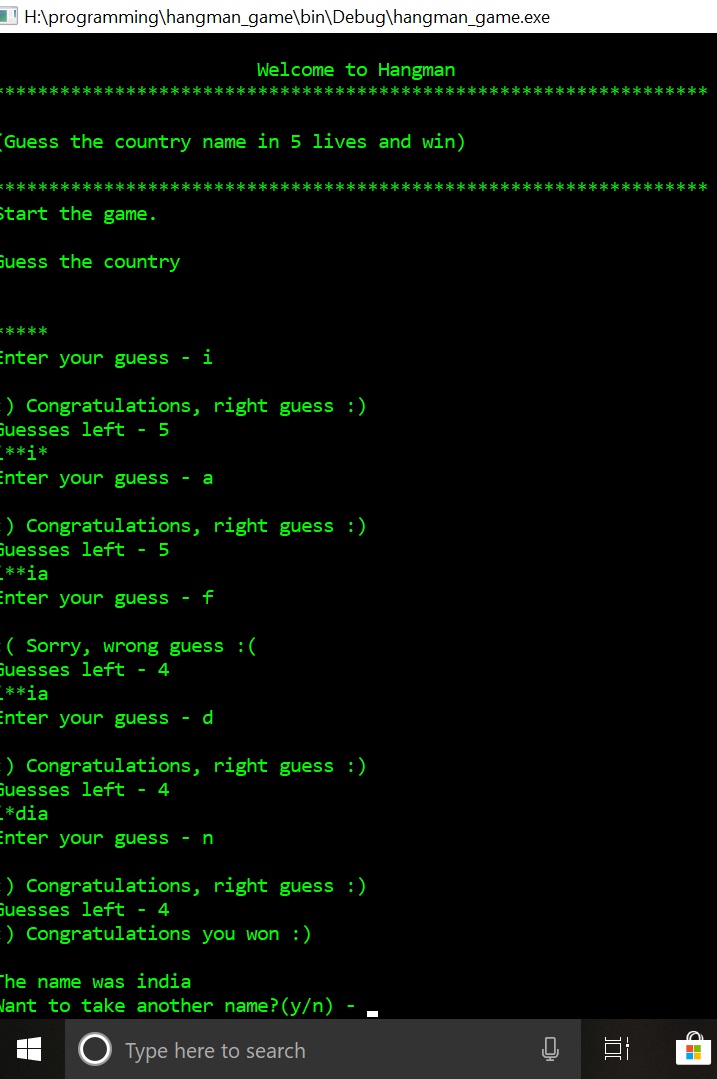 H:\programming\hangman_game\bin\Debug\hangman_game.exe
Welcome to Hangman
*****************************************************************
(Guess the country name in 5 lives and win)
*****************************************************************
Start the game.
Guess the country
*****
Enter your guess - i
:) Congratulations, right guess :)
Guesses left - 5
i**i*
Enter your guess - a
:) Congratulations, right guess :)
Guesses left - 5
i**ia
Enter your guess - f
:( Sorry, wrong guess :(
Guesses left - 4
i**ia
Enter your guess - d
:) Congratulations, right guess :)
Guesses left - 4
i*dia
Enter your guess - n
:) Congratulations, right guess :)
Guesses left - 4
:) Congratulations you won :)
The name was india
Want to take another name?(y/n) -
Type here to search